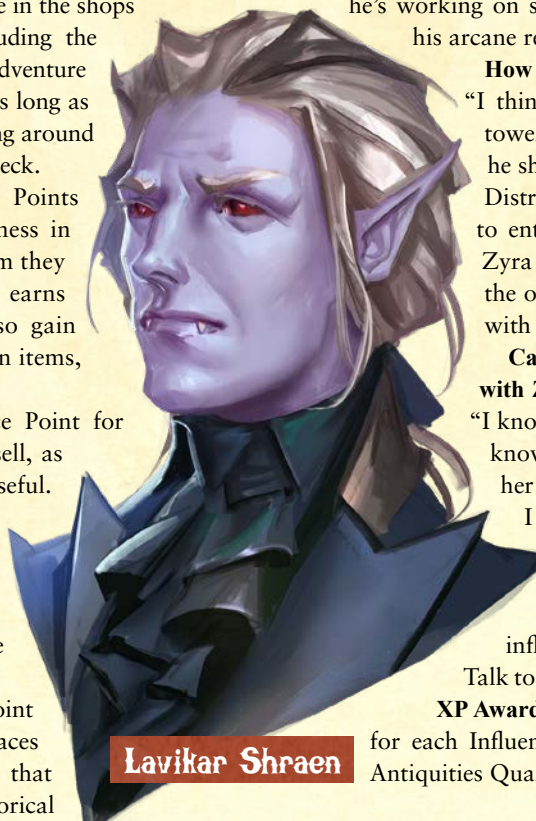 e in the shops
uding the
dventure
s long as
ng around
eck.
Points
ness in
m they
earns
so gain
n items,
e Point for
sell, as
seful.
e
oint
aces
that
orical
Lavikar Shraen
he's working on s
his arcane re
How
“I thin
tower
he sh
Distr
to ent
Zyra
the o
with
Ca
with Z
“I kno
know
her
I
infl
Talk to
XP Award
for each Influen
Antiquities Qua